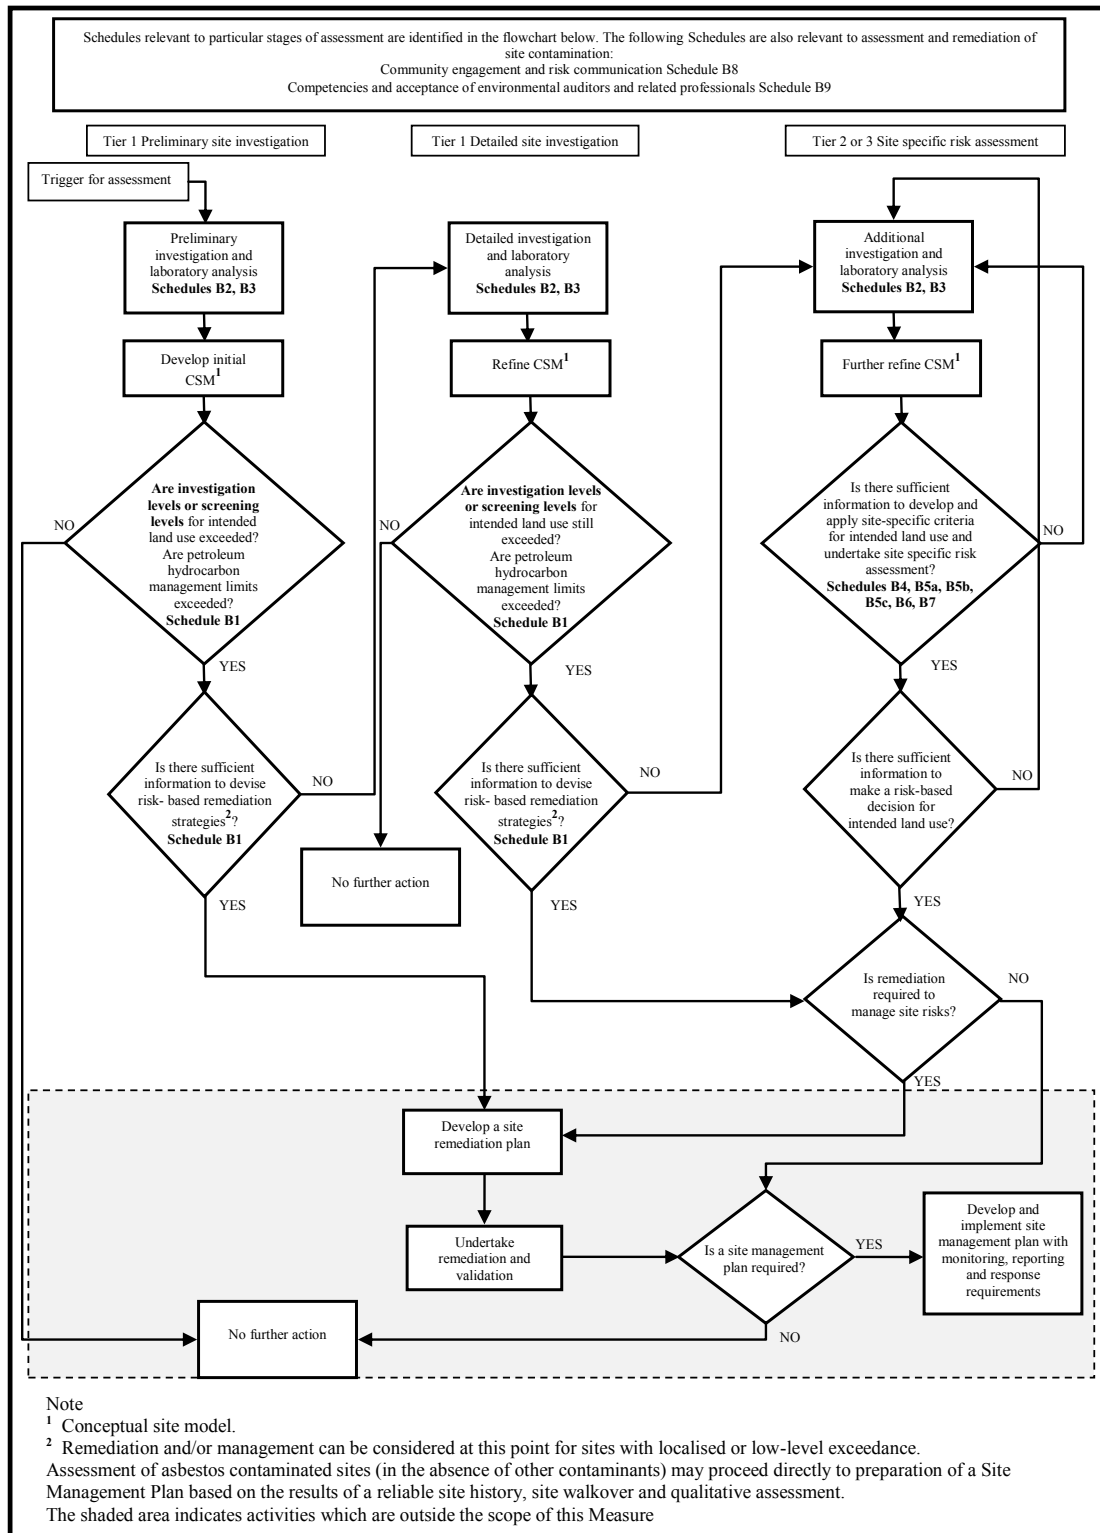 Schedules relevant to particular stages of assessment are identified in the flowchart below. The following Schedules are also relevant to assessment and remediation of
site contamination:
Community engagement and risk communication Schedule B8
Competencies and acceptance of environmental auditors and related professionals Schedule B9
Tier 1 Preliminary site investigation
Tier 1 Detailed site investigation
Tier 2 or 3 Site specific risk assessment
Trigger for assessment
Preliminary
investigation and
laboratory analysis
Schedules B2, B3
Detailed investigation
and laboratory
analysis
Schedules B2, B3
Additional
investigation and
laboratory analysis
Schedules B2, B3
Develop initial
CSM1
Refine CSM1
Further refine CSM1
Are investigation
levels or screening
levels for intended
land use exceeded?
Are petroleum
hydrocarbon
management limits
exceeded?
Schedule B1
NO
YES
Are investigation levels
or screening levels for
intended land use still
exceeded?
Are petroleum
hydrocarbon
management limits
exceeded?
Schedule B1
NO
YES
Is there sufficient
information to develop and
apply site-specific criteria
for intended land use and
undertake site specific risk
assessment?
Schedules B4, B5a, B5b,
B5c, B6, B7
NO
YES
Is there sufficient
information to devise
risk- based remediation
strategies2?
Schedule B1
NO
YES
No further action
Is there sufficient
information to devise
risk- based remediation
strategies2?
Schedule B1
NO
YES
Is there sufficient
information to
make a risk-based
decision for
intended land use?
NO
YES
Is remediation
required to
manage site risks?
NO
YES
Develop a site
remediation plan
Undertake
remediation and
validation
Is a site management
plan required?
YES
NO
Develop and
implement site
management plan with
monitoring, reporting
and response
requirements
No further action
Note
1 Conceptual site model.
2 Remediation and/or management can be considered at this point for sites with localised or low-level exceedance.
Assessment of asbestos contaminated sites (in the absence of other contaminants) may proceed directly to preparation of a Site
Management Plan based on the results of a reliable site history, site walkover and qualitative assessment.
The shaded area indicates activities which are outside the scope of this Measure